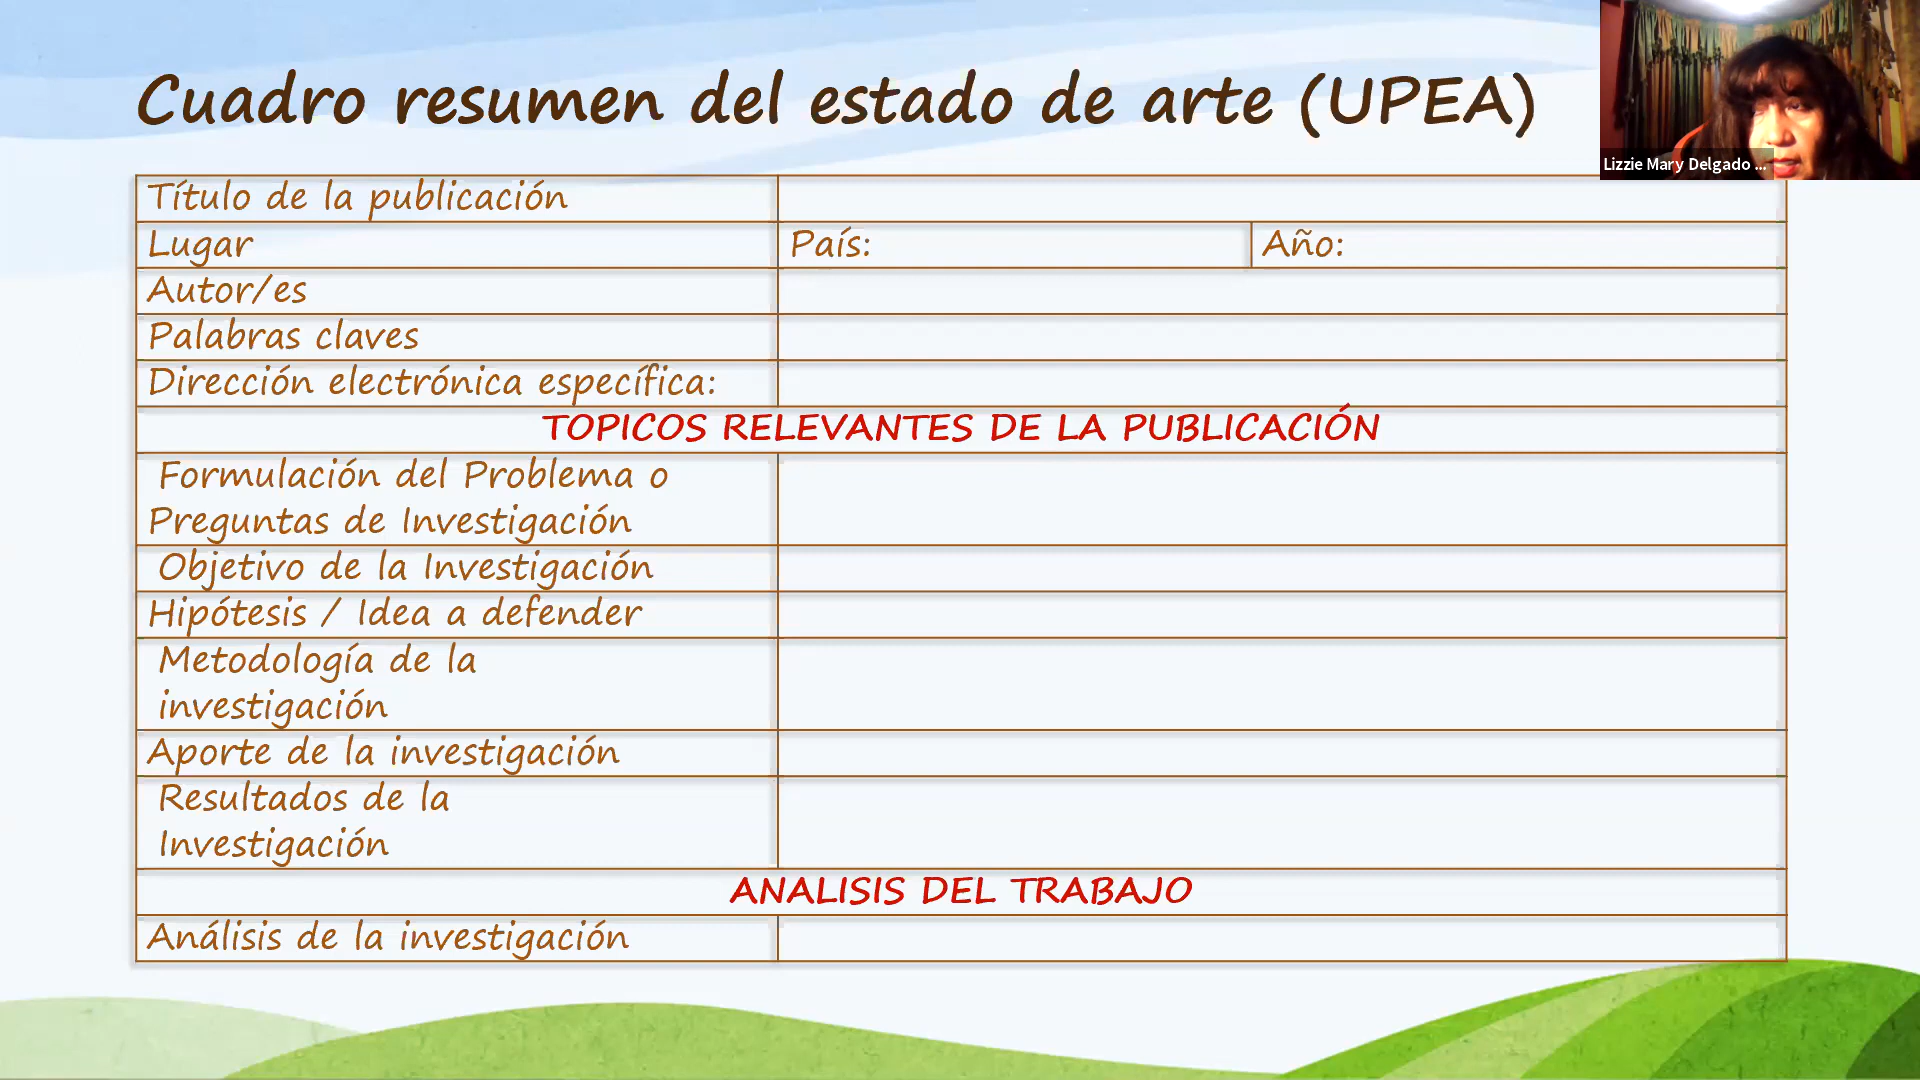 Cuadro resumen del estado de arte (UPEA)
Lizzie Mary Delgado ...
Título de la publicación
Lugar País: Año:
Autor/es
Palabras claves
Dirección electrónica específica:
TOPICOS RELEVANTES DE LA PUBLICACIÓN
Formulación del Problema o
Preguntas de Investigación
Objetivo de la Investigación
Hipótesis / Idea a defender
Metodología de la
investigación
Aporte de la investigación
Resultados de la
Investigación
ANALISIS DEL TRABAJO
Análisis de la investigación